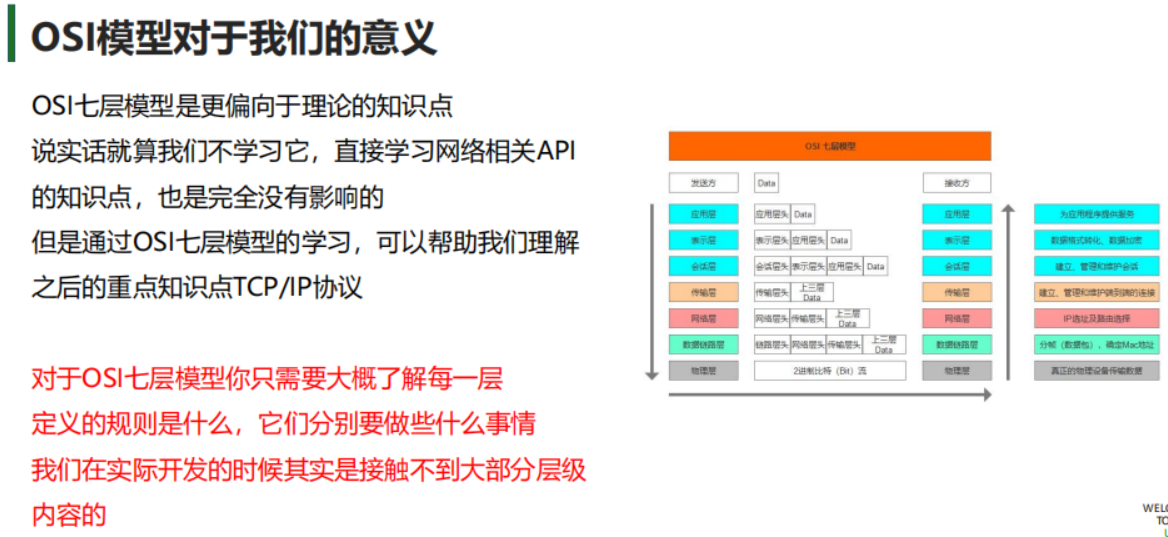 OSI模型对于我们的意义
OSI七层模型是更偏向于理论的知识点
说实话就算我们不学习它，直接学习网络相关API
的知识点，也是完全没有影响的
但是通过OSI七层模型的学习，可以帮助我们理解
之后的重点知识点TCP/IP协议
对于OSI七层模型你只需要大概了解每一层
定义的规则是什么，它们分别要做些什么事情
我们在实际开发的时候其实是接触不到大部分层级
内容的
OSI 七层模型
发送方 Data 接收方
应用层 应用层头 Data 应用层 为应用程序提供服务
表示层 表示层头 应用层头 Data 表示层 数据格式转化、数据加密
会话层 会话层头 表示层头 应用层头 Data 会话层 建立、管理和维护会话
传输层 传输层头 上三层 Data 传输层 建立、管理和维护端到端的连接
网络层 网络层头 传输层头 上三层 Data 网络层 IP选址及路由选择
数据链路层 链路层头 网络层头 传输层头 上三层 Data 数据链路层 分帧（数据包）、确定Mac地址
物理层 2进制比特（Bit）流 物理层 真正的物理设备传输数据